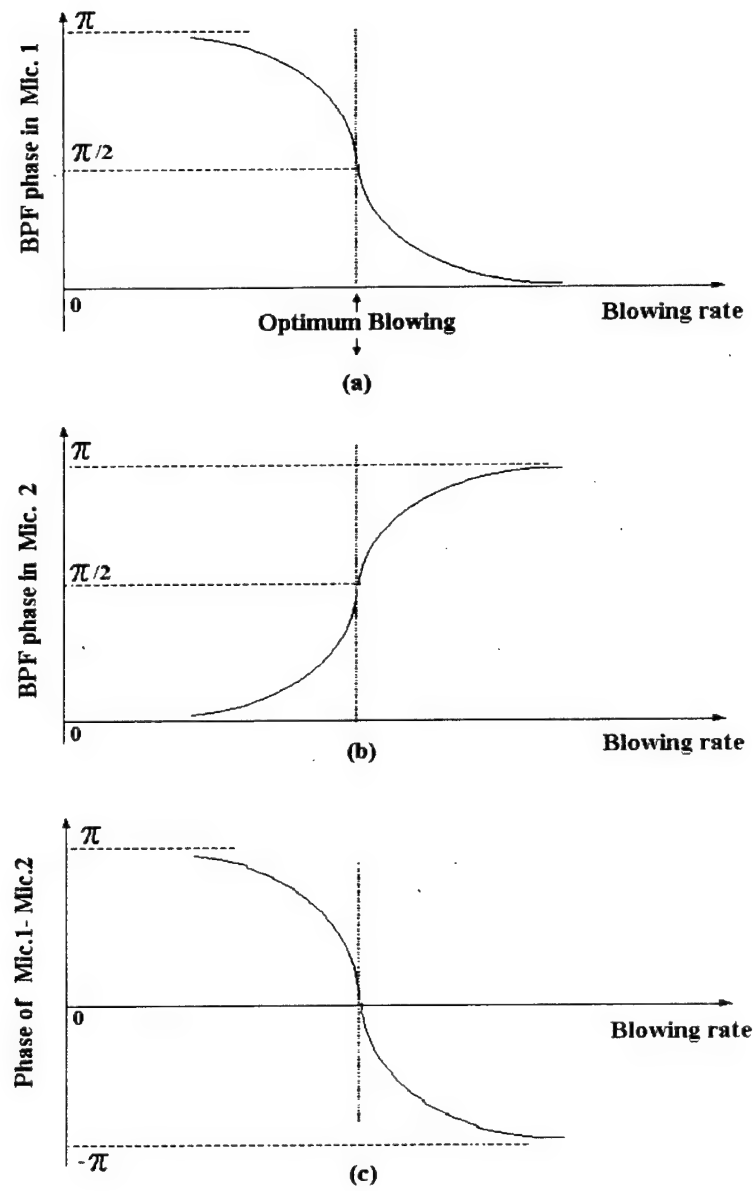 π
BPF phase in Mic. 1
π/2
0
Optimum Blowing
Blowing rate
(a)
π
BPF phase in Mic. 2
π/2
0
Blowing rate
(b)
π
Phase of Mic.1- Mic.2
0
Blowing rate
-π
(c)